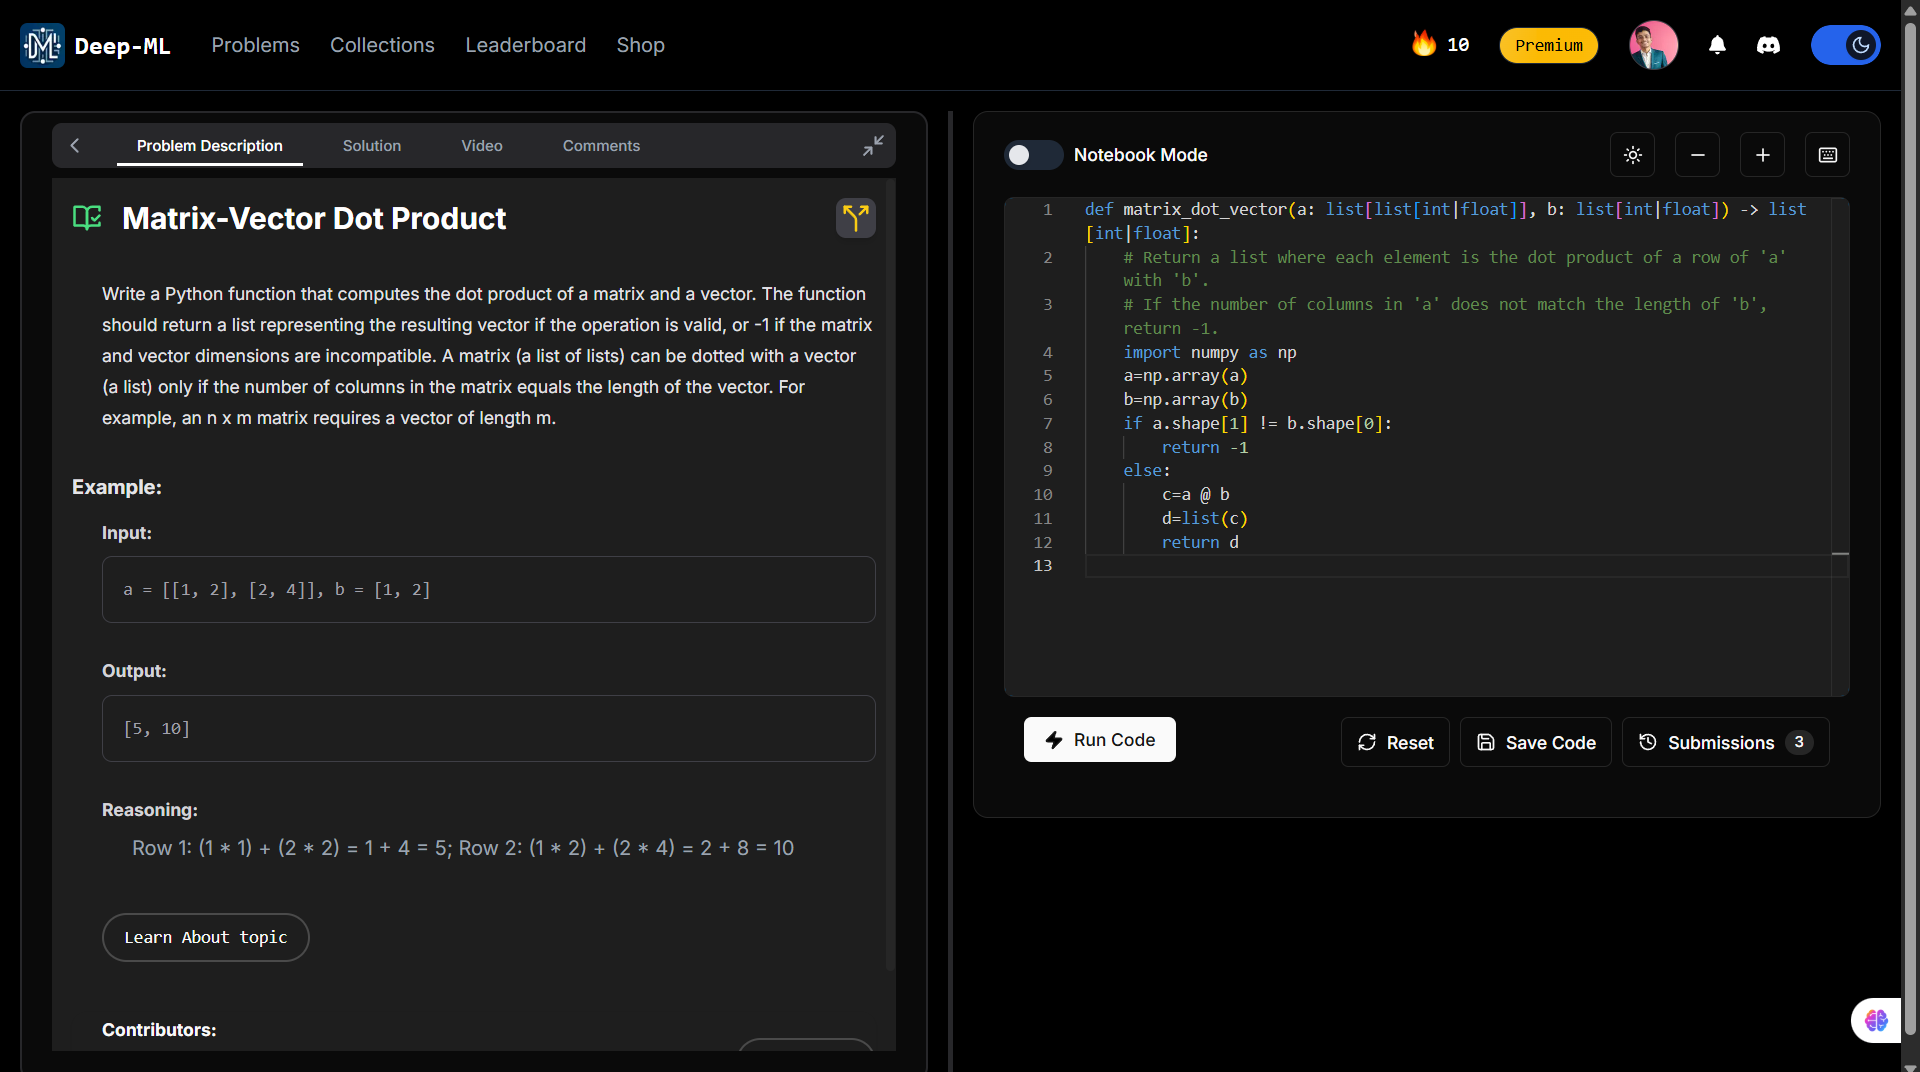 Deep-ML
Problems
Collections
Leaderboard
Shop
10
Premium
Problem Description
Solution
Video
Comments
Matrix-Vector Dot Product
Write a Python function that computes the dot product of a matrix and a vector. The function
should return a list representing the resulting vector if the operation is valid, or -1 if the matrix
and vector dimensions are incompatible. A matrix (a list of lists) can be dotted with a vector
(a list) only if the number of columns in the matrix equals the length of the vector. For
example, an n x m matrix requires a vector of length m.
Example:
Input:
a = [[1, 2], [2, 4]], b = [1, 2]
Output:
[5, 10]
Reasoning:
Row 1: (1 * 1) + (2 * 2) = 1 + 4 = 5; Row 2: (1 * 2) + (2 * 4) = 2 + 8 = 10
Learn About topic
Contributors:
Notebook Mode
1 def matrix_dot_vector(a: list[list[int|float]], b: list[int|float]) -> list
[int|float]:
2 # Return a list where each element is the dot product of a row of 'a'
with 'b'.
3 # If the number of columns in 'a' does not match the length of 'b',
return -1.
4 import numpy as np
5 a=np.array(a)
6 b=np.array(b)
7 if a.shape[1] != b.shape[0]:
8 return -1
9 else:
10 c=a @ b
11 d=list(c)
12 return d
13
Run Code
Reset
Save Code
Submissions 3